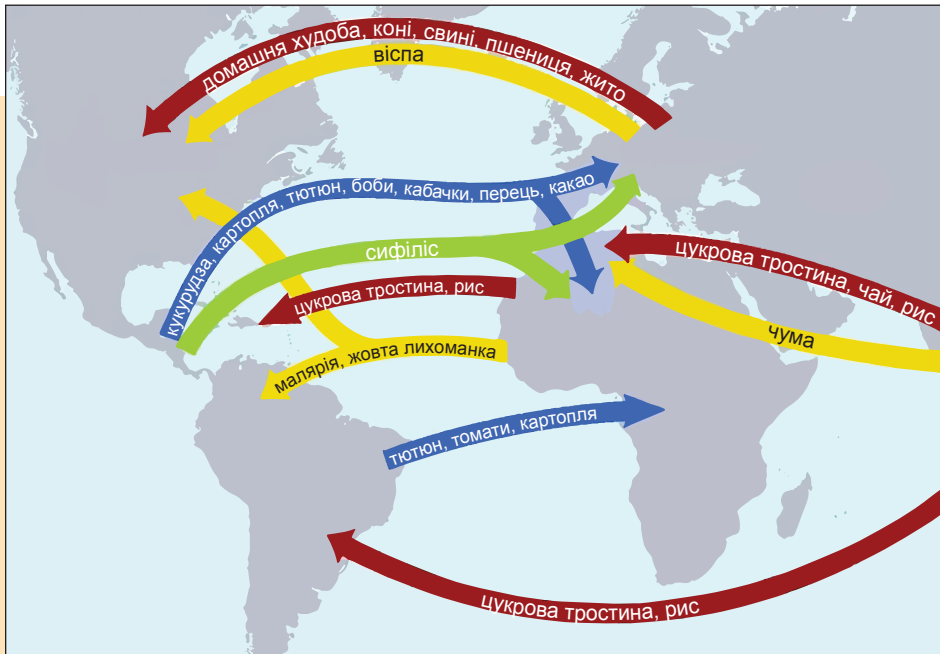 домашня худоба, коні, свині, пшениця, жито
віспа
кукурудза, картопля, тютюн, боби, кабачки, перець, какао
сифіліс
цукрова тростина, чай, рис
цукрова тростина, рис
чума
малярія, жовта лихоманка
тютюн, томати, картопля
цукрова тростина, рис